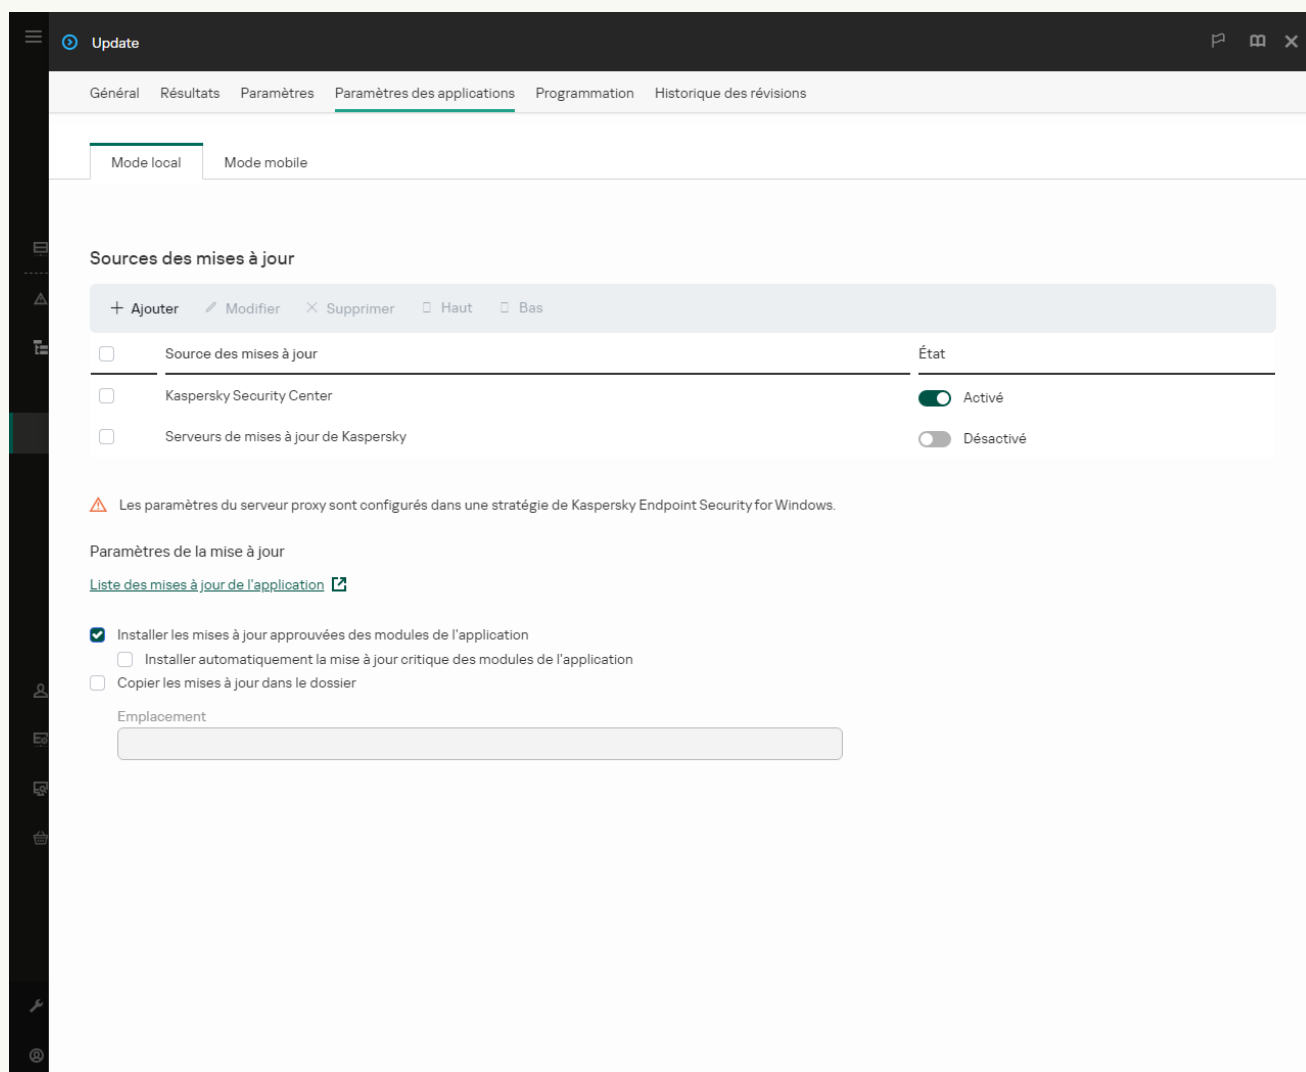 Update
Général Résultats Paramètres Paramètres des applications Programmation Historique des révisions
Mode local Mode mobile
Sources des mises à jour
Ajouter Modifier Supprimer Haut Bas
Source des mises à jour État
Kaspersky Security Center Activé
Serveurs de mises à jour de Kaspersky Désactivé
Les paramètres du serveur proxy sont configurés dans une stratégie de Kaspersky Endpoint Security for Windows.
Paramètres de la mise à jour
Liste des mises à jour de l'application
Installer les mises à jour approuvées des modules de l'application
Installer automatiquement la mise à jour critique des modules de l'application
Copier les mises à jour dans le dossier
Emplacement